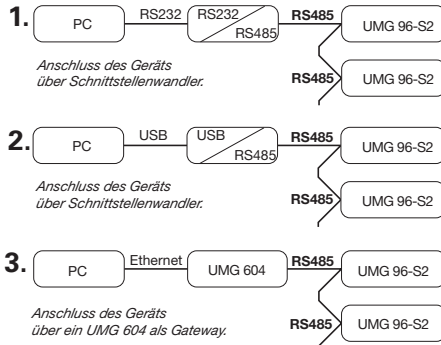 1. PC RS232 RS232 RS485 RS485 UMG 96-S2
Anschluss des Geräts
über Schnittstellenwandler.
RS485 UMG 96-S2
2. PC USB USB RS485 RS485 UMG 96-S2
Anschluss des Geräts
über Schnittstellenwandler.
RS485 UMG 96-S2
3. PC Ethernet UMG 604 RS485 UMG 96-S2
Anschluss des Geräts
über ein UMG 604 als Gateway.
RS485 UMG 96-S2